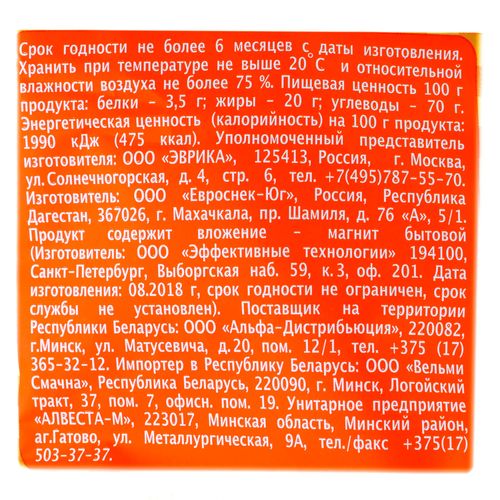 Срок годности не более 6 месяцев с даты изготовления.
Хранить при температуре не выше 20°C и относительной
влажности воздуха не более 75 %. Пищевая ценность 100 г
продукта: белки – 3,5 г; жиры – 20 г; углеводы – 70 г.
Энергетическая ценность (калорийность) на 100 г продукта:
1990 кДж (475 ккал). Уполномоченный представитель
изготовителя: ООО «ЭВРИКА», 125413, Россия, г. Москва,
ул.Солнечногорская, д. 4, стр. 6, тел. +7(495)787-55-70.
Изготовитель: ООО «Евроснек-Юг», Россия, Республика
Дагестан, 367026, г. Махачкала, пр. Шамиля, д. 76 «А», 5/1.
Продукт содержит вложение – магнит бытовой
(Изготовитель: ООО «Эффективные технологии» 194100,
Санкт-Петербург, Выборгская наб. 59, к.3, оф. 201. Дата
изготовления: 08.2018 г, срок годности не ограничен, срок
службы не установлен). Поставщик на территории
Республики Беларусь: ООО «Альфа-Дистрибьюция», 220082,
г.Минск, ул. Матусевича, д.20, пом. 12/1, тел. +375 (17)
365-32-12. Импортер в Республику Беларусь: ООО «Вельми
Смачна», Республика Беларусь, 220090, г. Минск, Логойский
тракт, 37, пом. 7, офисн. пом. 19. Унитарное предприятие
«АЛВЕСТА-М», 223017, Минская область, Минский район,
аг.Гатово, ул. Металлургическая, 9А, тел./факс +375(17)
503-37-37.